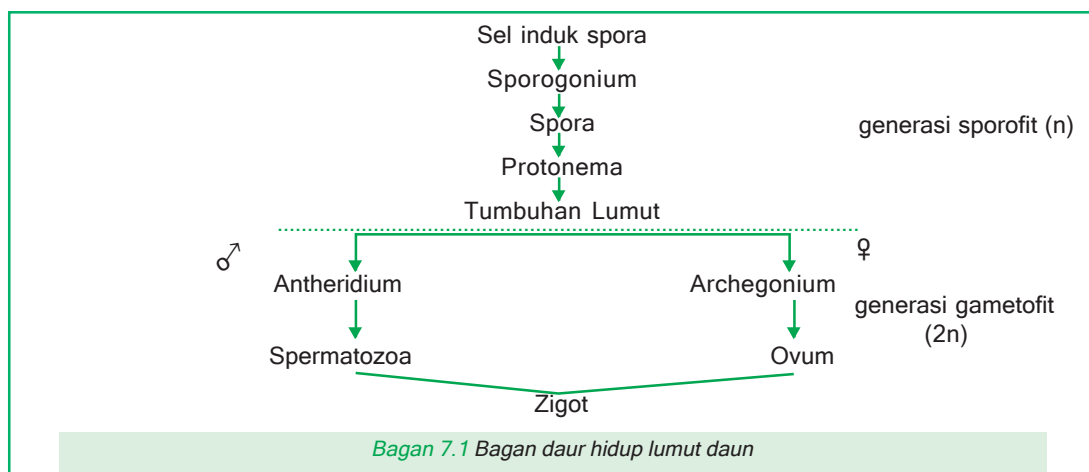 Sel induk spora
Sporogonium
Spora
generasi sporofit (n)
Protonema
Tumbuhan Lumut
♂
♀
Antheridium
Archegonium
generasi gametofit
(2n)
Spermatozoa
Ovum
Zigot
Bagan 7.1 Bagan daur hidup lumut daun